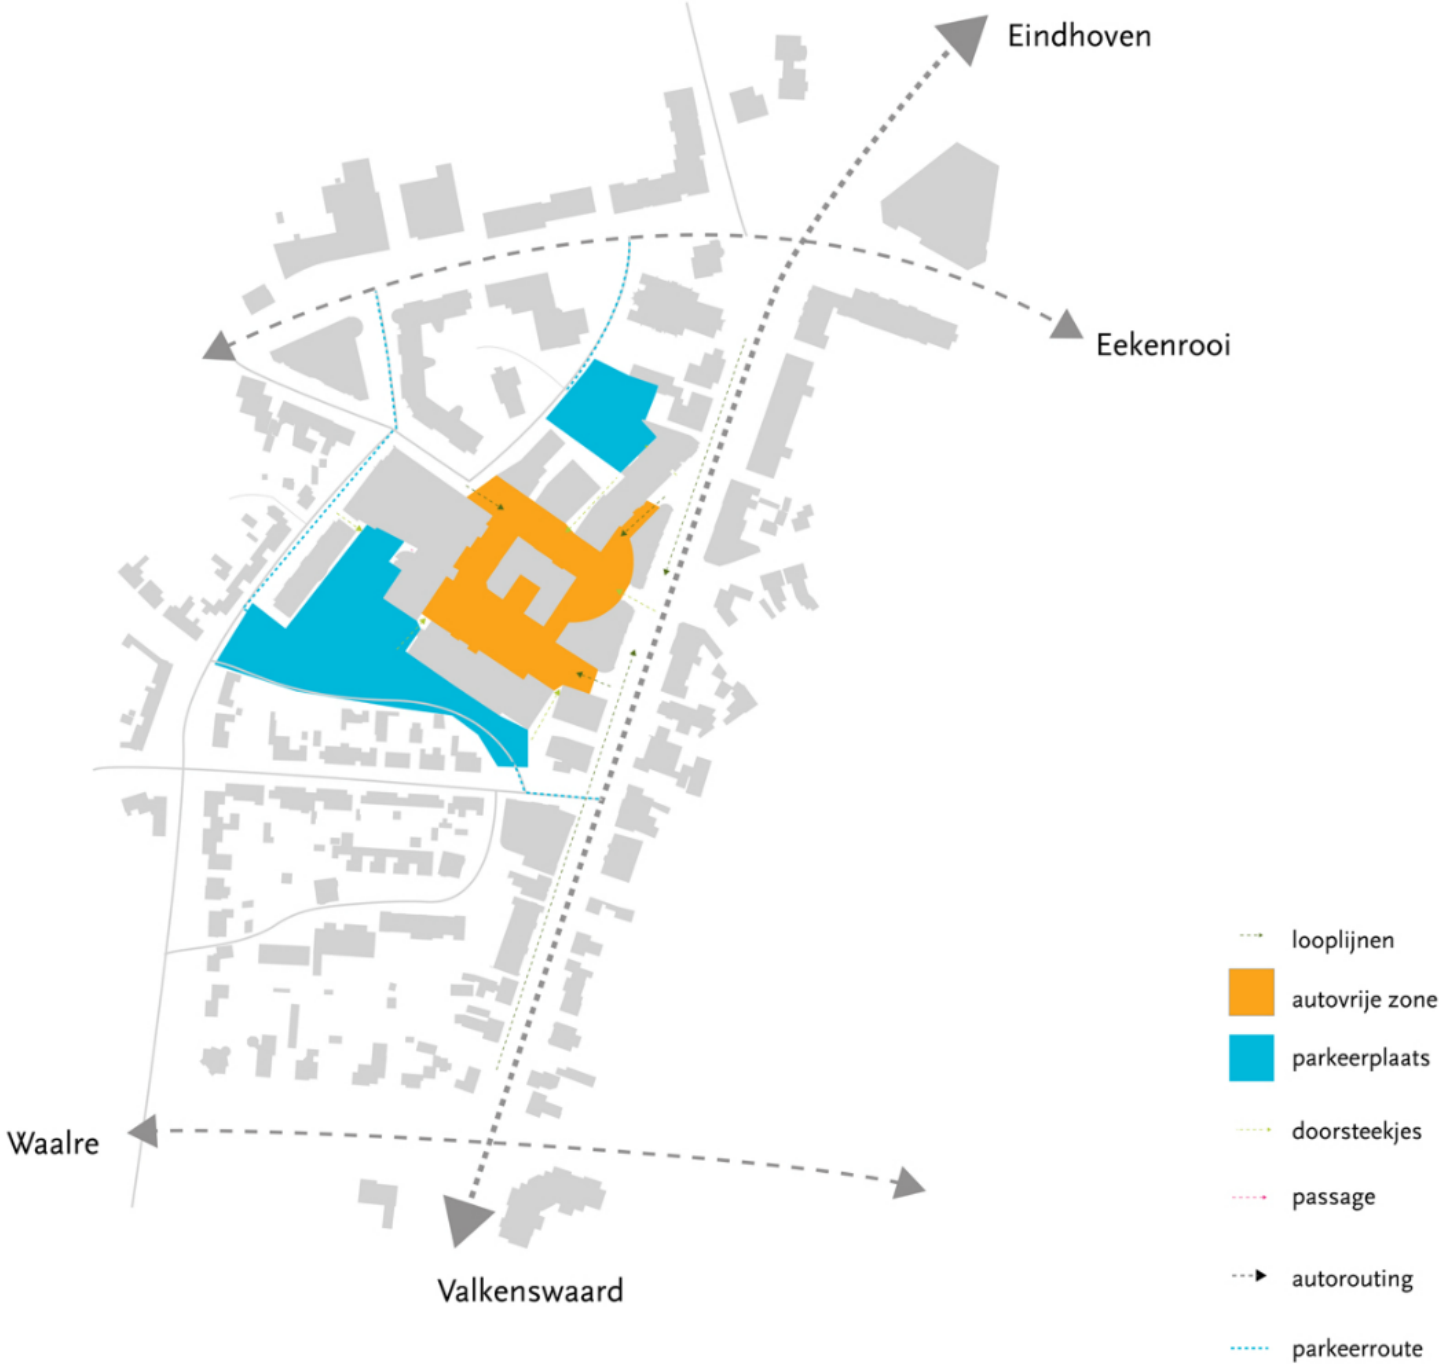 Eindhoven
Eekenrooi
looplijnen
autovrije zone
parkeerplaats
doorsteekjes
Waalre
passage
autorouting
Valkenswaard
parkeerroute